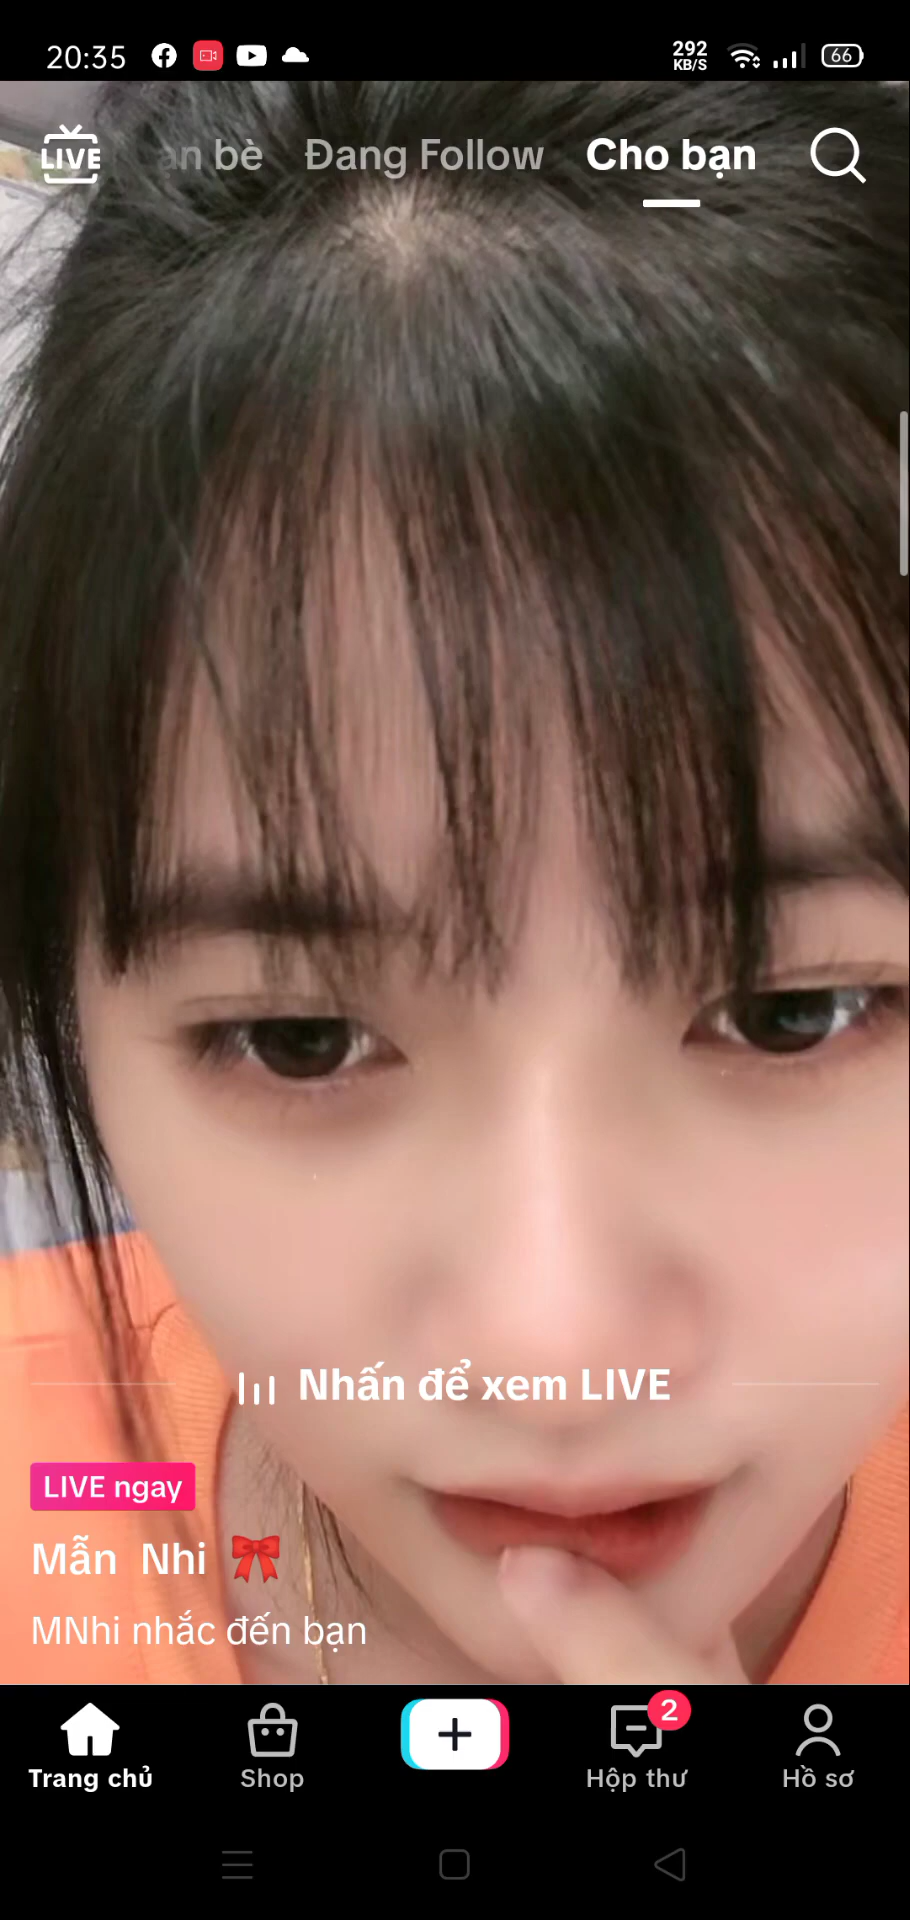 20:35 292 KB/S 66
LIVE ạn bè Đang Follow Cho bạn
Nhấn để xem LIVE
LIVE ngay
Mẫn Nhi 🎀
MNhi nhắc đến bạn
2
Trang chủ Shop Hộp thư Hồ sơ